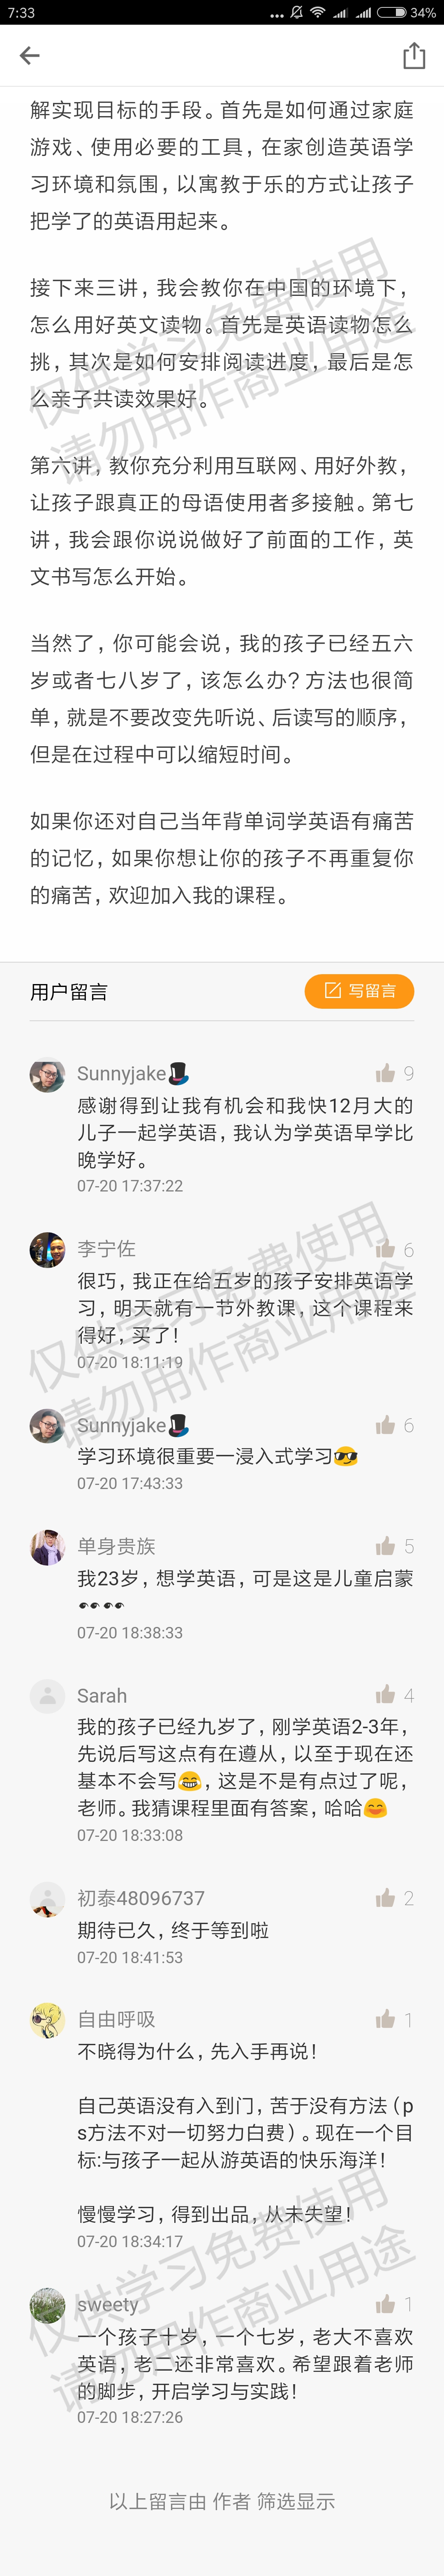 7:33
34%
解实现目标的手段。首先是如何通过家庭
游戏、使用必要的工具，在家创造英语学
习环境和氛围，以寓教于乐的方式让孩子
把学了的英语用起来。
接下来三讲，我会教你在中国的环境下，
怎么用好英文读物。首先是英语读物怎么
挑，其次是如何安排阅读进度，最后是怎
么亲子共读效果好。
仅供学习免费使用
请勿用作商业用途
第六讲，教你充分利用互联网、用好外教，
让孩子跟真正的母语使用者多接触。第七
讲，我会跟你说说做好了前面的工作，英
文书写怎么开始。
当然了，你可能会说，我的孩子已经五六
岁或者七八岁了，该怎么办？方法也很简
单，就是不要改变先听说、后读写的顺序，
但是在过程中可以缩短时间。
如果你还对自己当年背单词学英语有痛苦
的记忆，如果你想让你的孩子不再重复你
的痛苦，欢迎加入我的课程。
用户留言
写留言
Sunnyjake🎩
9
感谢得到让我有机会和我快12月大的
儿子一起学英语，我认为学英语早学比
晚学好。
07-20 17:37:22
李宁佐
6
很巧，我正在给五岁的孩子安排英语学
习，明天就有一节外教课，这个课程来
得好，买了！
07-20 18:11:19
仅供学习免费使用
请勿用作商业用途
Sunnyjake🎩
6
学习环境很重要一浸入式学习😎
07-20 17:43:33
单身贵族
5
我23岁，想学英语，可是这是儿童启蒙
👀👀
07-20 18:38:33
Sarah
4
我的孩子已经九岁了，刚学英语2-3年，
先说后写这点有在遵从，以至于现在还
基本不会写😂，这是不是有点过了呢，
老师。我猜课程里面有答案，哈哈😄
07-20 18:33:08
初泰48096737
2
期待已久，终于等到啦
07-20 18:41:53
自由呼吸
1
不晓得为什么，先入手再说！
自己英语没有入到门，苦于没有方法（p
s方法不对一切努力白费）。现在一个目
标:与孩子一起从游英语的快乐海洋！
慢慢学习，得到出品，从未失望！
07-20 18:34:17
仅供学习免费使用
请勿用作商业用途
sweety
1
一个孩子十岁，一个七岁，老大不喜欢
英语，老二还非常喜欢。希望跟着老师
的脚步，开启学习与实践！
07-20 18:27:26
以上留言由 作者 筛选显示